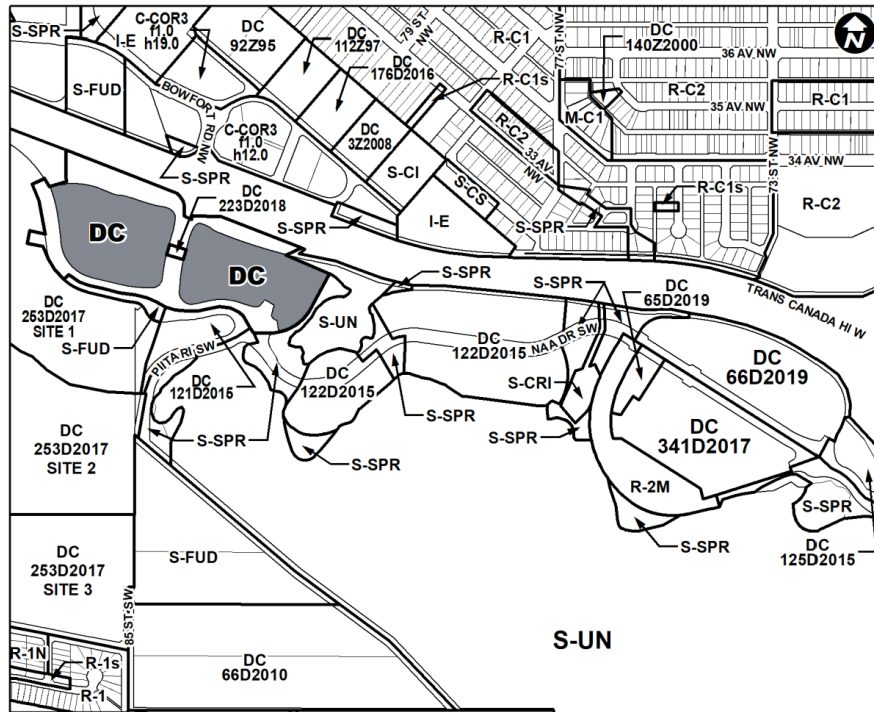 S-SPR
I-E
C-COR3
f1.0
h19.0
DC
92Z95
DC
112Z97
DC
176D2016
79 ST
NW
R-C1
R-C1s
77 ST NW
DC
140Z2000
N
36 AV NW
R-C2
35 AV NW
R-C1
M-C1
34 AV NW
73 ST NW
S-FUD
BOWFORT RD NW
C-COR3
f1.0
h12.0
DC
3Z2008
S-CI
R-C2
33 AV
NW
S-CS
R-C1s
R-C2
S-SPR
DC
223D2018
S-SPR
I-E
S-SPR
DC
DC
S-SPR
S-SPR
DC
65D2019
TRANS CANADA HI W
DC
253D2017
SITE 1
S-FUD
PIITA RI SW
S-UN
DC
122D2015
NA'A DR SW
DC
66D2019
DC
121D2015
DC
122D2015
S-CRI
S-SPR
S-SPR
S-SPR
S-SPR
DC
341D2017
DC
253D2017
SITE 2
R-2M
S-SPR
S-SPR
DC
125D2015
S-FUD
DC
253D2017
SITE 3
85 ST SW
S-UN
R-1N
R-1s
R-1
DC
66D2010